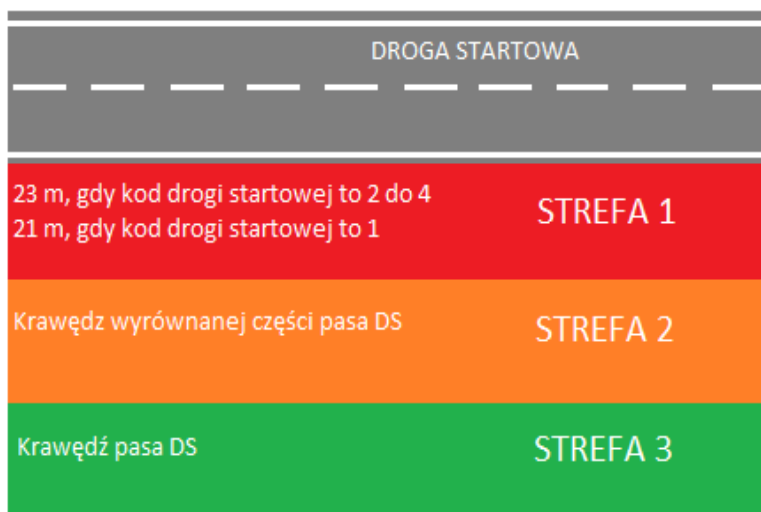 DROGA STARTOWA
23 m, gdy kod drogi startowej to 2 do 4
21 m, gdy kod drogi startowej to 1
STREFA 1
Krawędz wyrównanej części pasa DS
STREFA 2
Krawędź pasa DS
STREFA 3